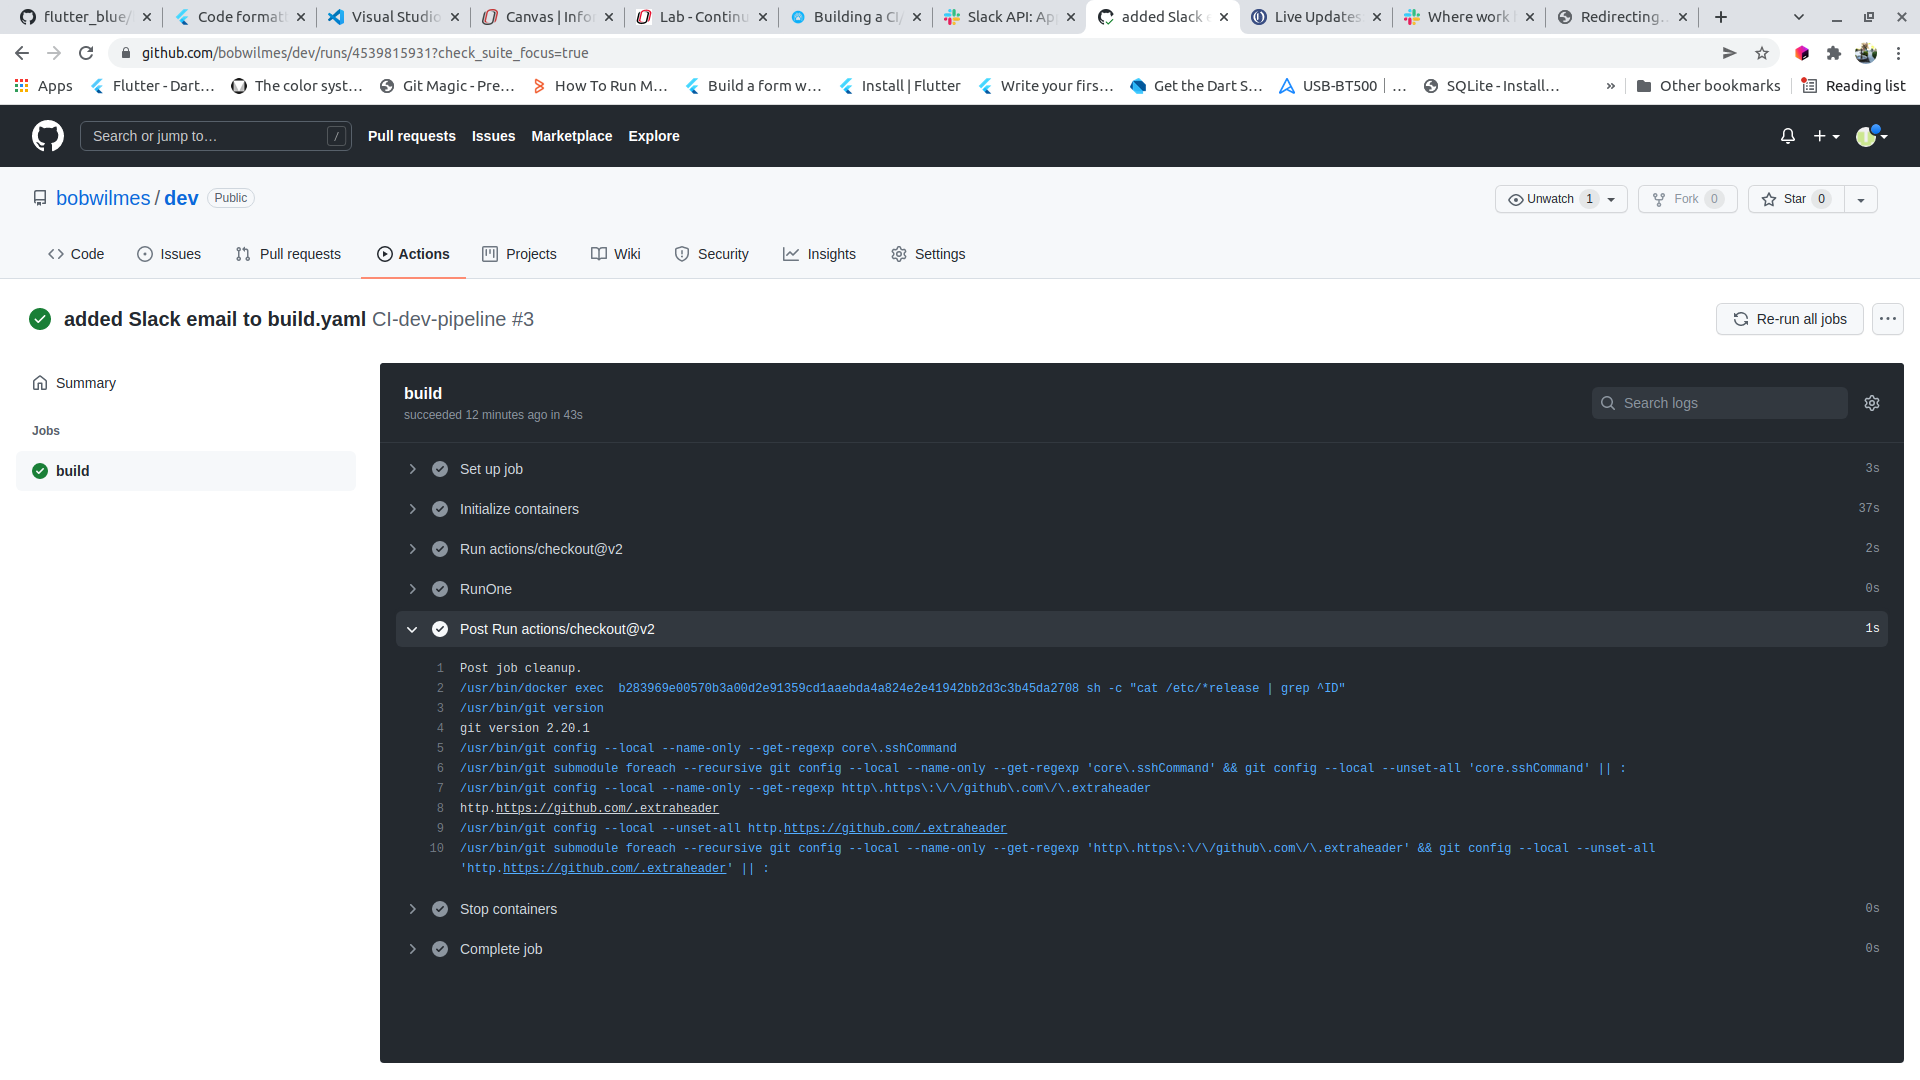 flutter_blue/
Code formatt
Visual Studio
Canvas | Infor
Lab - Continu
Building a CI/
Slack API: Ap
added Slack e
Live Updates
Where work h
Redirecting…
github.com/bobwilmes/dev/runs/4539815931?check_suite_focus=true
Apps
Flutter - Dart…
The color syst…
Git Magic - Pre…
How To Run M…
Build a form w…
Install | Flutter
Write your firs…
Get the Dart S…
USB-BT500 | …
SQLite - Install…
»
Other bookmarks
Reading list
Search or jump to…
/
Pull requests
Issues
Marketplace
Explore
bobwilmes / dev
Public
Unwatch 1
Fork 0
Star 0
Code
Issues
Pull requests
Actions
Projects
Wiki
Security
Insights
Settings
added Slack email to build.yaml CI-dev-pipeline #3
Re-run all jobs
Summary
Jobs
build
build
succeeded 12 minutes ago in 43s
Search logs
Set up job 3s
Initialize containers 37s
Run actions/checkout@v2 2s
RunOne 0s
Post Run actions/checkout@v2 1s
1 Post job cleanup.
2 /usr/bin/docker exec  b283969e00570b3a00d2e91359cd1aaebda4a824e2e41942bb2d3c3b45da2708 sh -c "cat /etc/*release | grep ^ID"
3 /usr/bin/git version
4 git version 2.20.1
5 /usr/bin/git config --local --name-only --get-regexp core\.sshCommand
6 /usr/bin/git submodule foreach --recursive git config --local --name-only --get-regexp 'core\.sshCommand' && git config --local --unset-all 'core.sshCommand' || :
7 /usr/bin/git config --local --name-only --get-regexp http\.https\:\/\/github\.com\/\.extraheader
8 http.https://github.com/.extraheader
9 /usr/bin/git config --local --unset-all http.https://github.com/.extraheader
10 /usr/bin/git submodule foreach --recursive git config --local --name-only --get-regexp 'http\.https\:\/\/github\.com\/\.extraheader' && git config --local --unset-all
'http.https://github.com/.extraheader' || :
Stop containers 0s
Complete job 0s